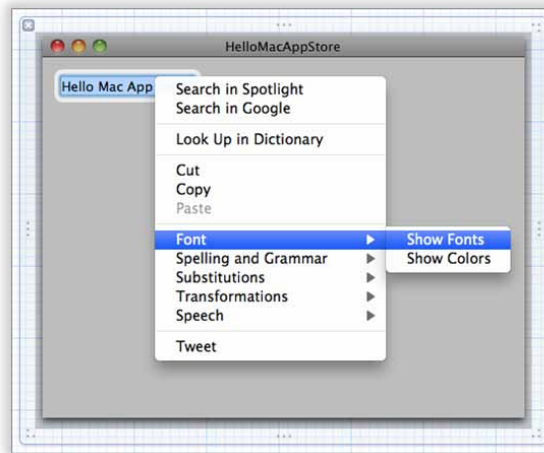 HelloMacAppStore
Hello Mac App
Search in Spotlight
Search in Google
Look Up in Dictionary
Cut
Copy
Paste
Font
Show Fonts
Spelling and Grammar
Show Colors
Substitutions
Transformations
Speech
Tweet